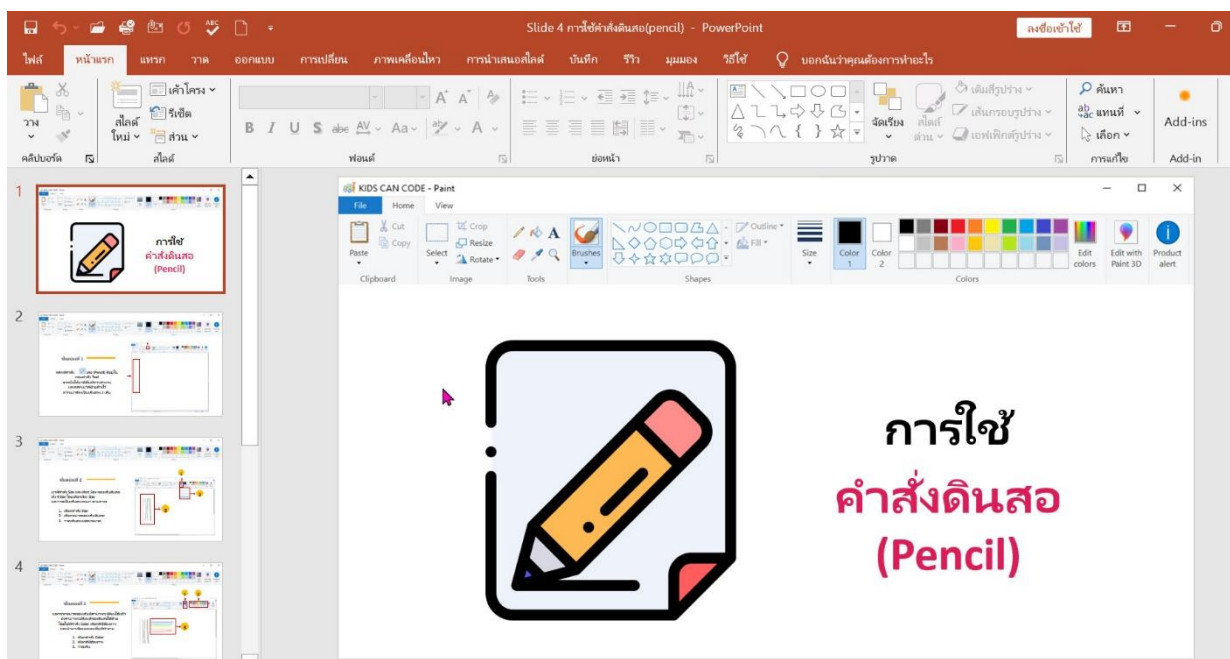 Slide 4 การใช้คำสั่งดินสอ(pencil) - PowerPoint
ลงชื่อเข้าใช้
ไฟล์ หน้าแรก แทรก วาด ออกแบบ การเปลี่ยน ภาพเคลื่อนไหว การนำเสนอสไลด์ บันทึก รีวิว มุมมอง วิธีใช้ บอกฉันว่าคุณต้องการทำอะไร
วาง
สไลด์ใหม่
เค้าโครง
รีเซ็ต
ส่วน
จัดเรียง
สไตล์ด่วน
เติมสีรูปร่าง
เส้นกรอบรูปร่าง
เอฟเฟ็กต์รูปร่าง
ค้นหา
แทนที่
เลือก
Add-ins
คลิปบอร์ด สไลด์ ฟอนต์ ย่อหน้า รูปวาด การแก้ไข Add-in
1
การใช้
คำสั่งดินสอ
(Pencil)
2
3
4
KIDS CAN CODE - Paint
File Home View
Paste
Cut
Copy
Select
Crop
Resize
Rotate
A
Brushes
Outline
Fill
Size
Color 1
Color 2
Edit colors
Edit with Paint 3D
Product alert
Clipboard Image Tools Shapes Colors
การใช้
คำสั่งดินสอ
(Pencil)